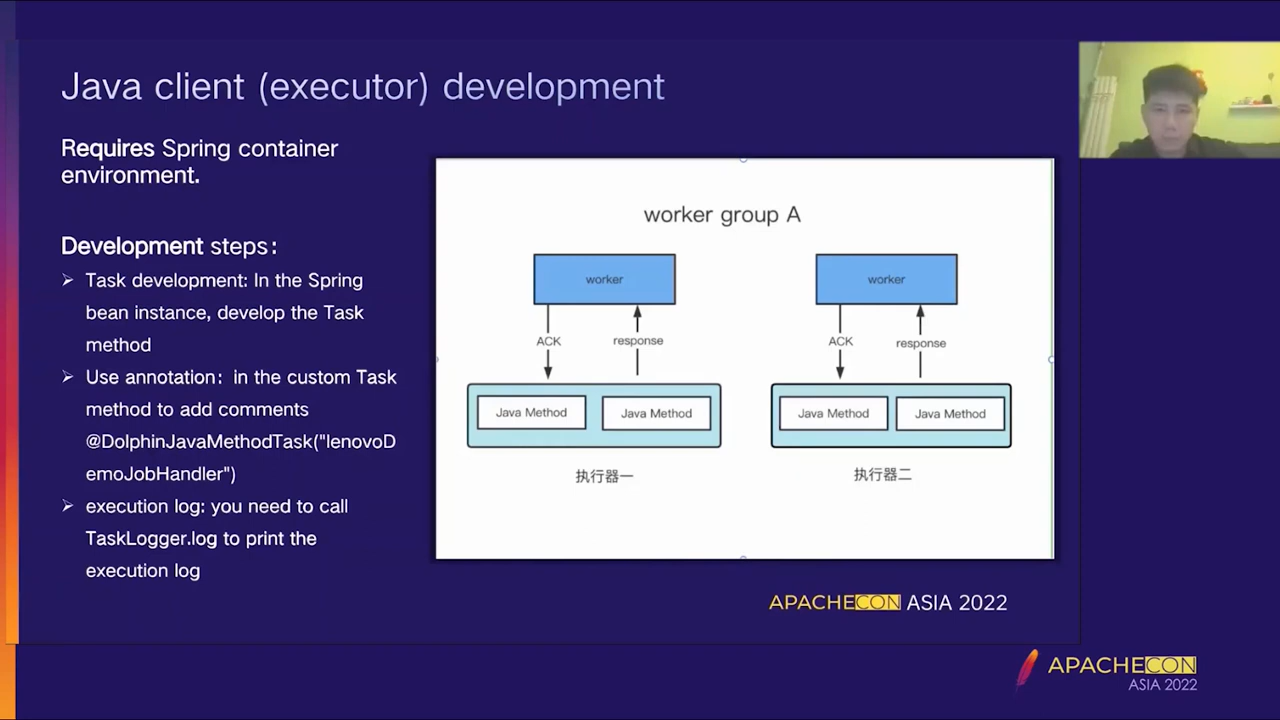 Java client (executor) development
Requires Spring container
environment.
Development steps：
Task development: In the Spring
bean instance, develop the Task
method
Use annotation：in the custom Task
method to add comments
@DolphinJavaMethodTask("lenovoD
emoJobHandler")
execution log: you need to call
TaskLogger.log to print the
execution log
worker group A
worker
worker
ACK
response
ACK
response
Java Method
Java Method
Java Method
Java Method
执行器一
执行器二
APACHECON ASIA 2022
APACHECON
ASIA 2022